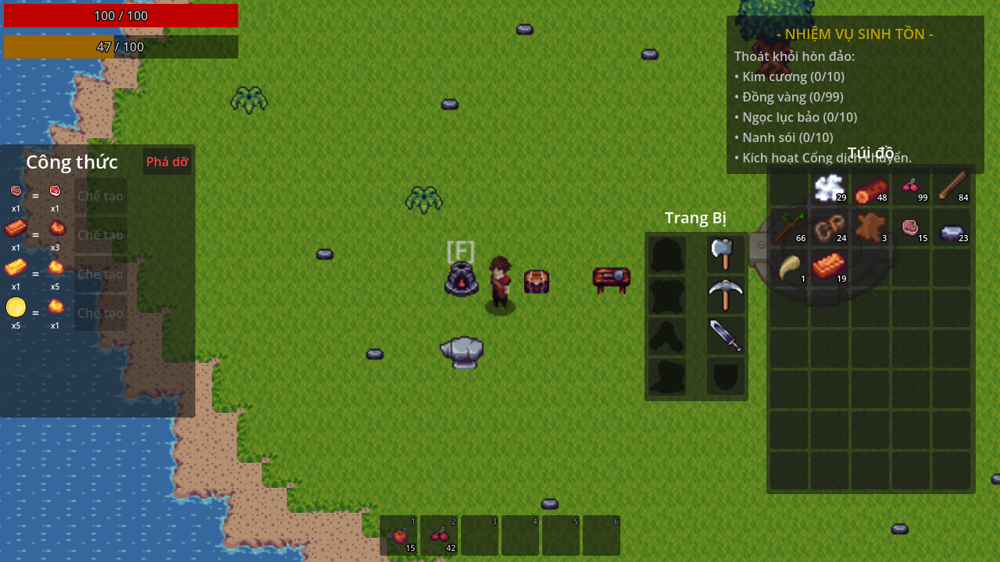 100 / 100
47 / 100
- NHIỆM VỤ SINH TỒN -
Thoát khỏi hòn đảo:
• Kim cương (0/10)
• Đồng vàng (0/99)
• Ngọc lục bảo (0/10)
• Nanh sói (0/10)
• Kích hoạt Cổng dịch chuyển.
Túi đồ
29 48 99 84
66 24 3 15 23
1 19
Công thức
Phá dỡ
= Chế tạo
x1 x1
= Chế tạo
x1 x3
= Chế tạo
x1 x5
= Chế tạo
x5 x1
[F]
Trang Bị
1 2 3 4 5 6
15 42